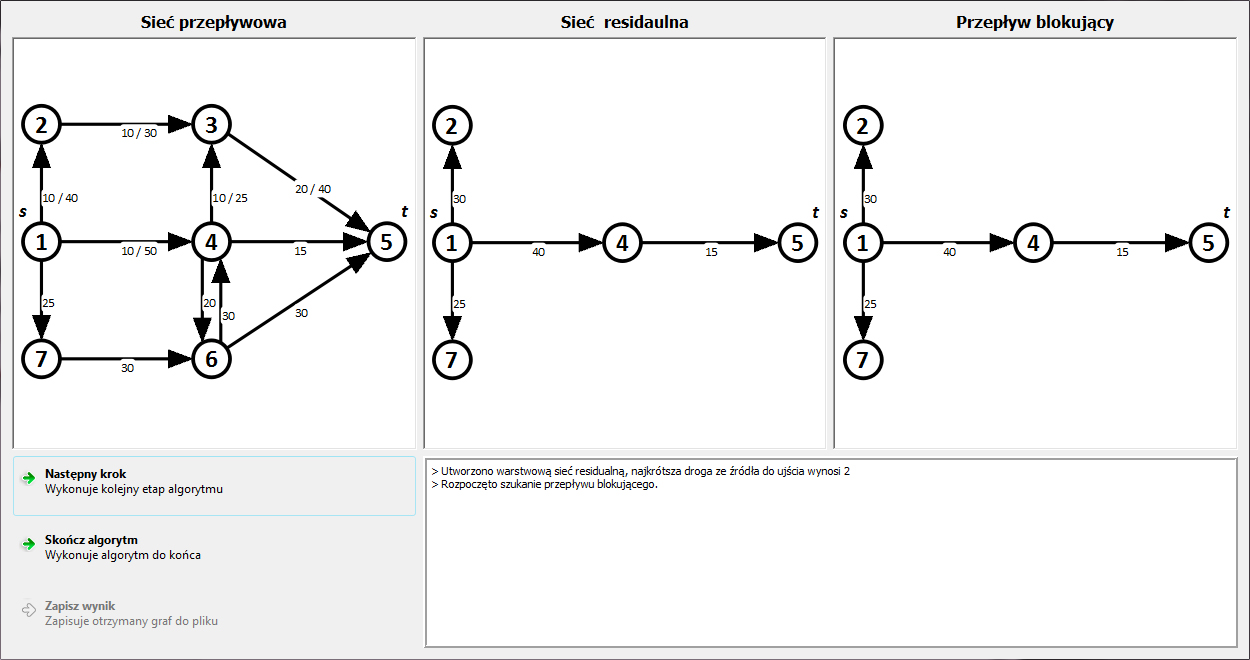 Sieć przepływowa
Sieć residaulna
Przepływ blokujący
2
10 / 30
3
10 / 40
10 / 25
20 / 40
s
t
1
10 / 50
4
15
5
25
20
30
30
7
30
6
2
30
s
t
1
40
4
15
5
25
7
2
30
s
t
1
40
4
15
5
25
7
Następny krok
Wykonuje kolejny etap algorytmu
Skończ algorytm
Wykonuje algorytm do końca
Zapisz wynik
Zapisuje otrzymany graf do pliku
> Utworzono warstwową sieć residualną, najkrótsza droga ze źródła do ujścia wynosi 2
> Rozpoczęto szukanie przepływu blokującego.